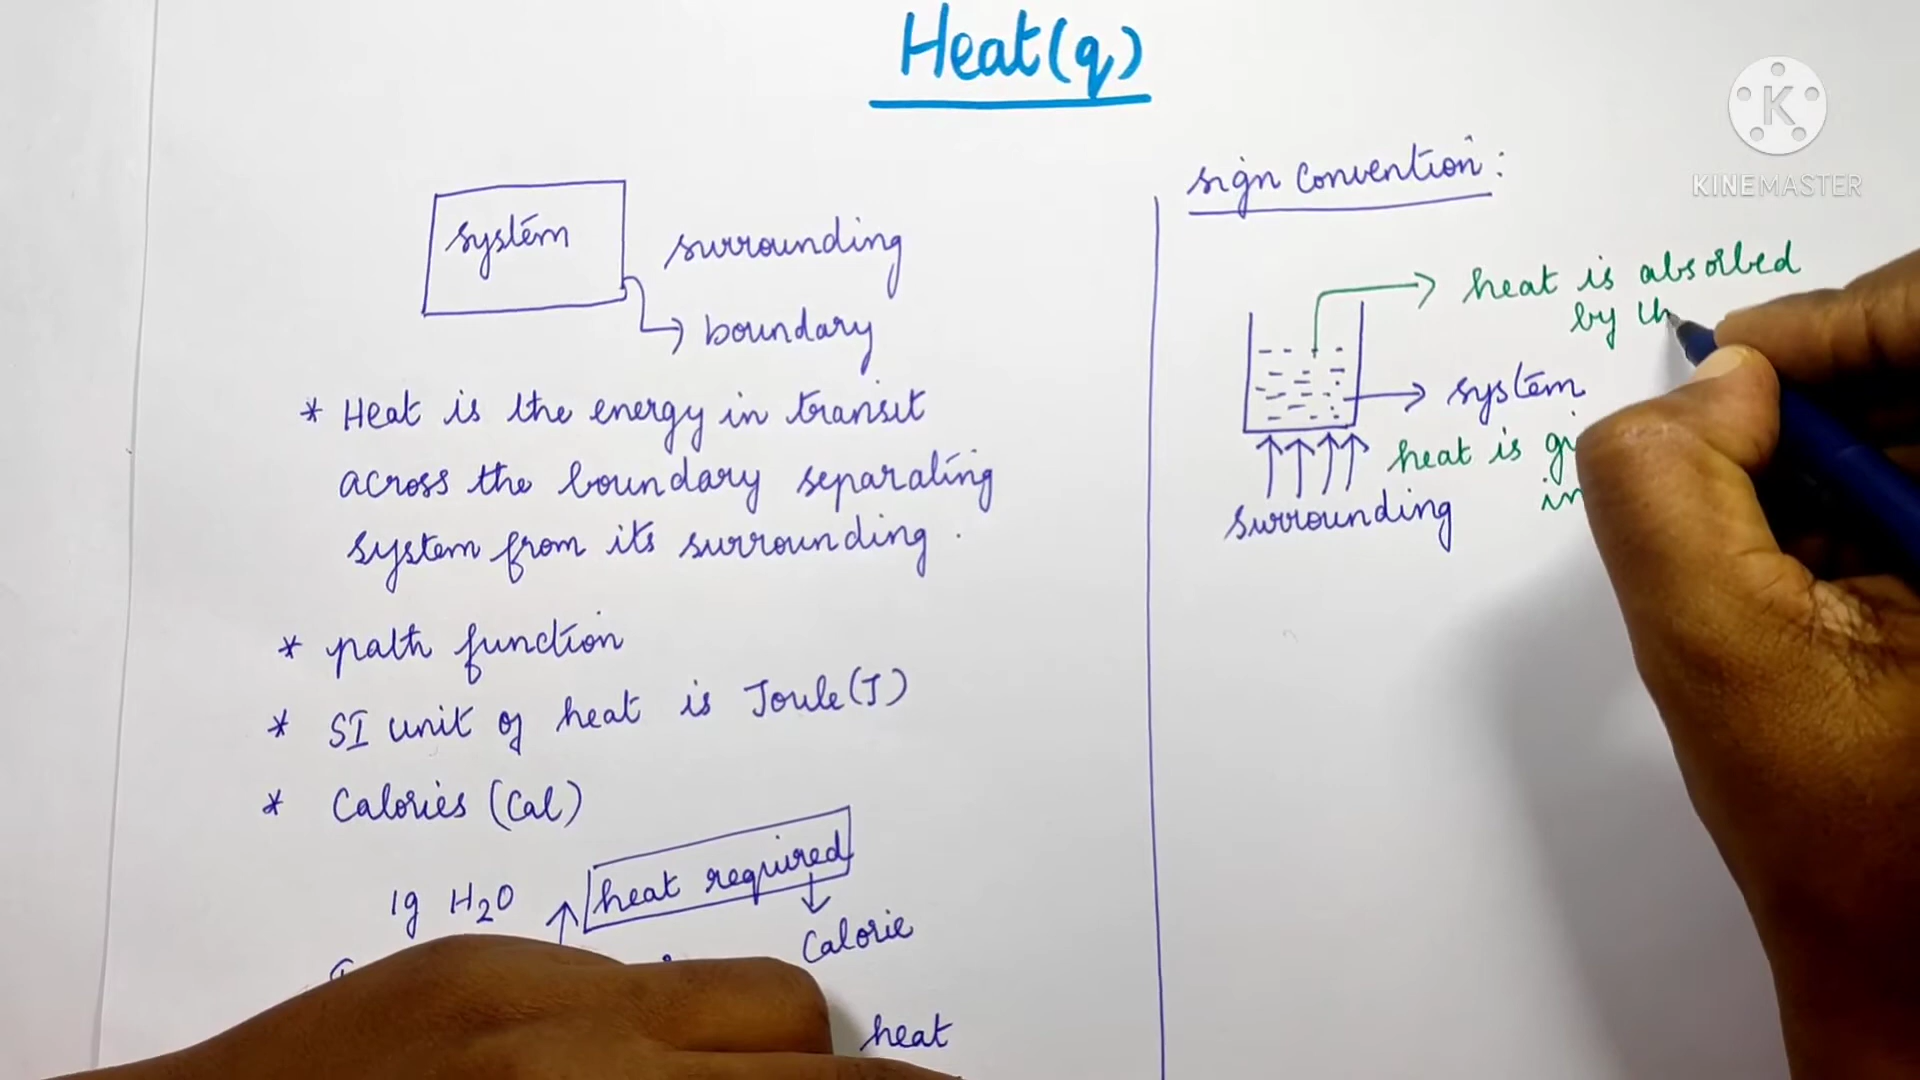 Heat(q)
system
surrounding
boundary
* Heat is the energy in transit
across the boundary separating
system from its surrounding.
* path function
* SI unit of heat is Joule(J)
* Calories (Cal)
1g H2O
heat required
Calorie
heat
sign convention:
heat is absorbed
by
system
heat is
surrounding
KINEMASTER